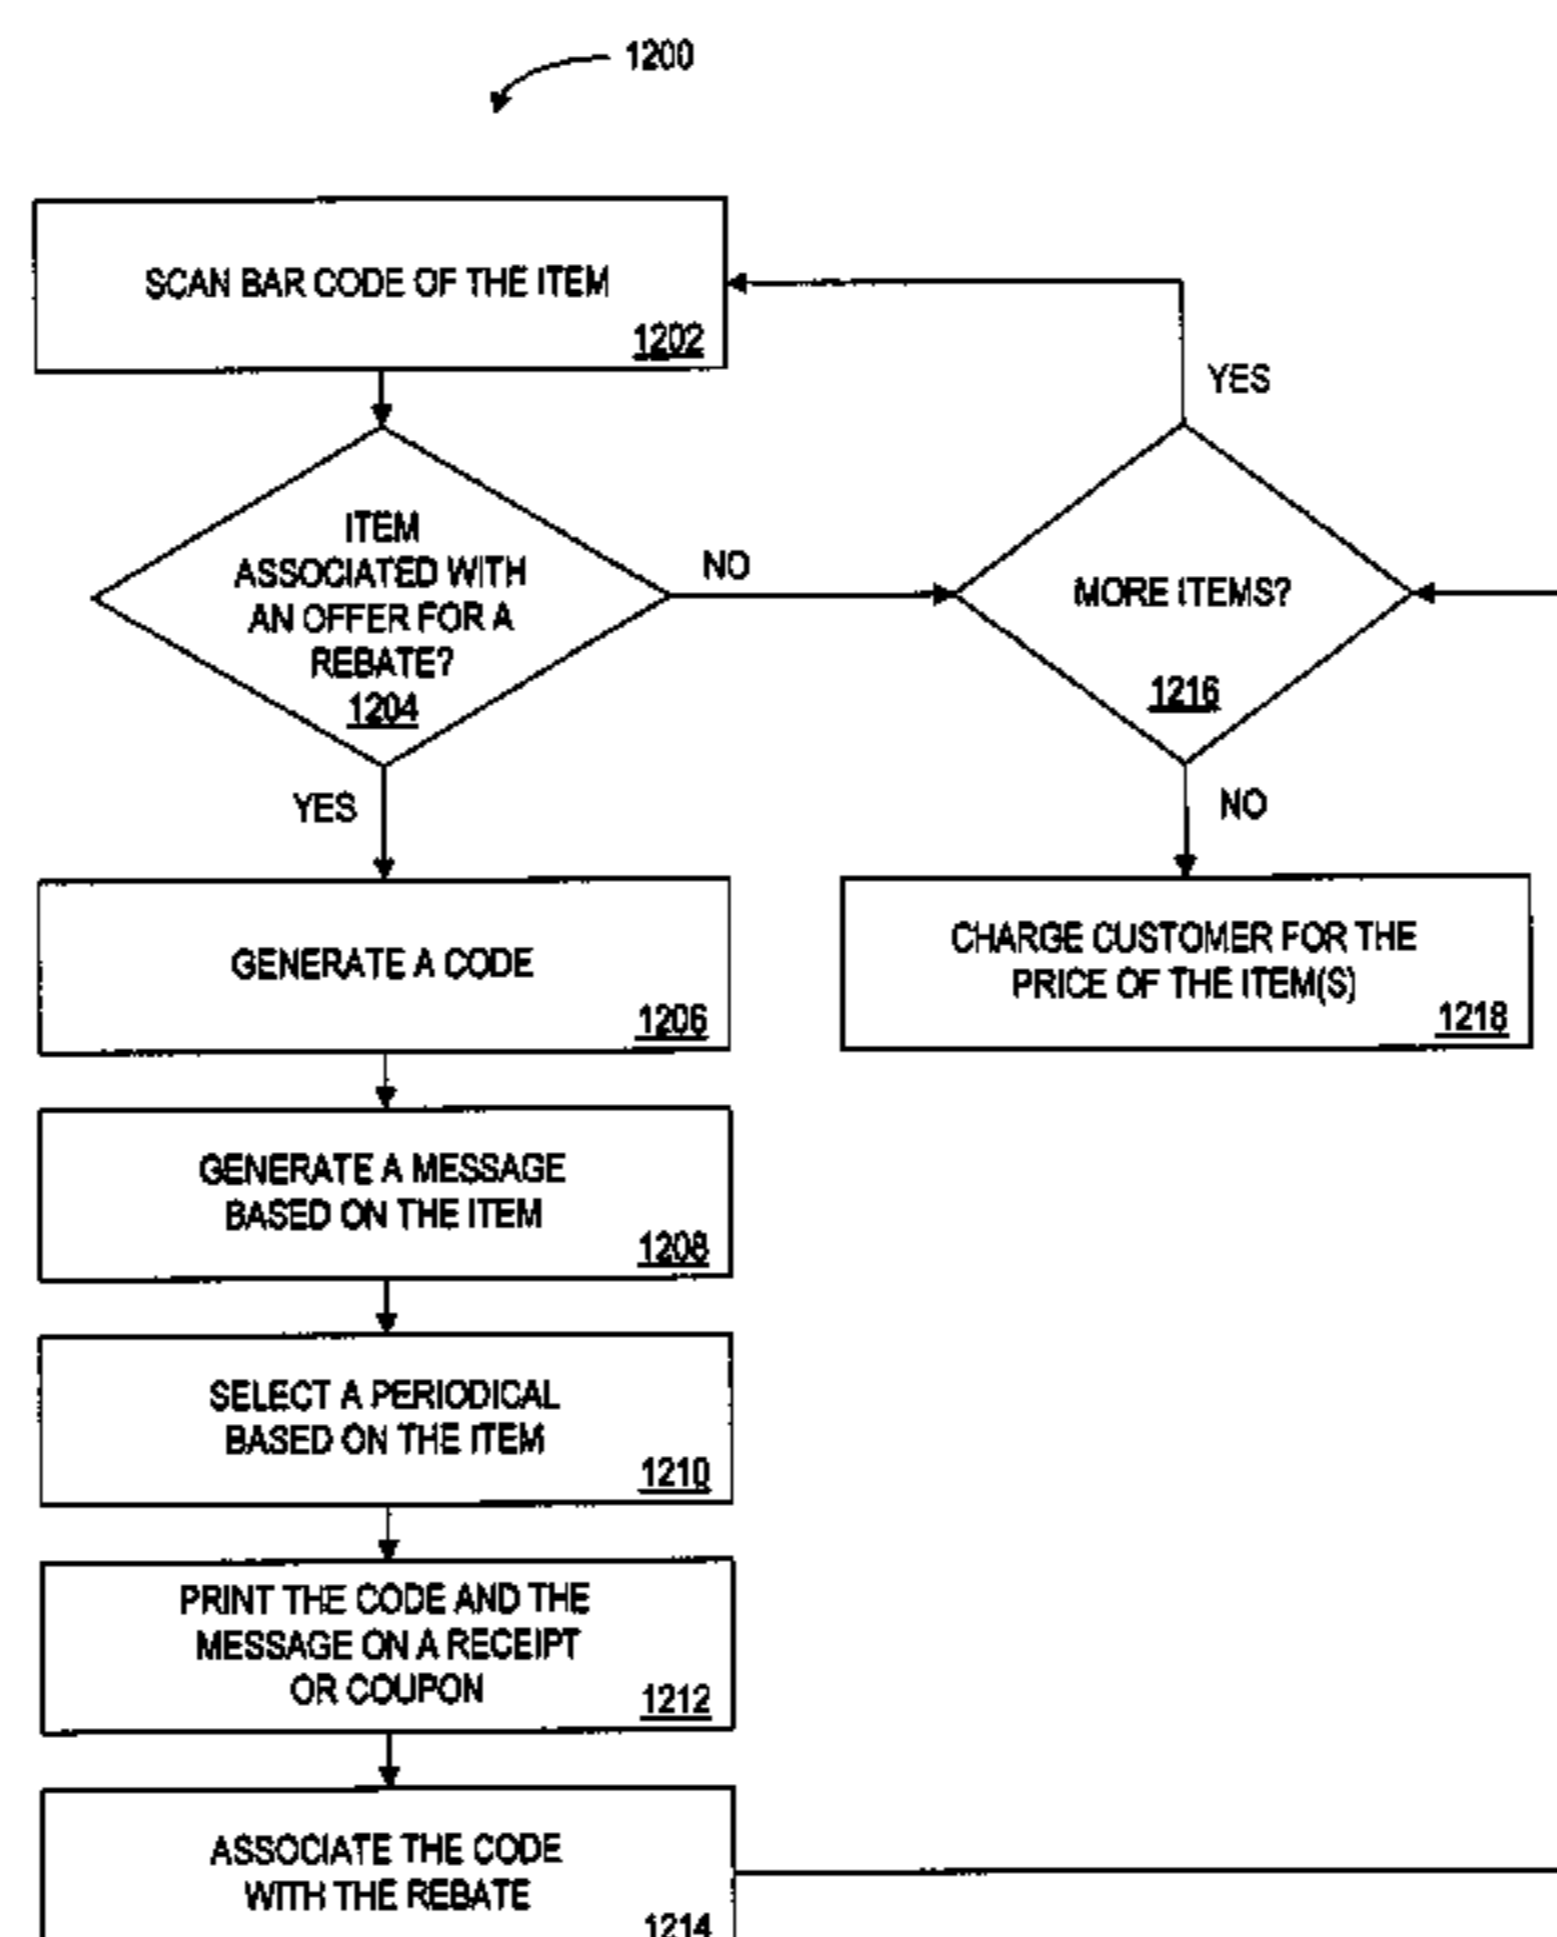 1200
SCAN BAR CODE OF THE ITEM
1202
YES
ITEM
ASSOCIATED WITH
AN OFFER FOR A
REBATE?
1204
NO
MORE ITEMS?
1216
YES
NO
GENERATE A CODE
1206
CHARGE CUSTOMER FOR THE
PRICE OF THE ITEM(S)
1218
GENERATE A MESSAGE
BASED ON THE ITEM
1208
SELECT A PERIODICAL
BASED ON THE ITEM
1210
PRINT THE CODE AND THE
MESSAGE ON A RECEIPT
OR COUPON
1212
ASSOCIATE THE CODE
WITH THE REBATE
1214